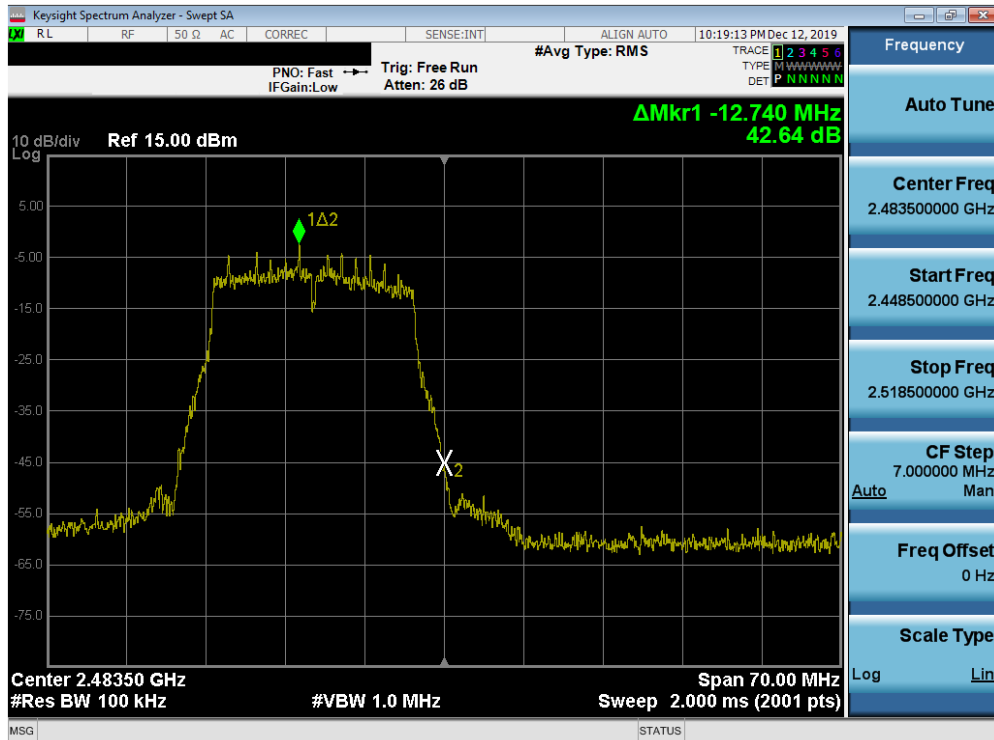 Keysight Spectrum Analyzer - Swept SA
LXI RL RF 50 Ω AC CORREC SENSE:INT ALIGN AUTO 10:19:13 PM Dec 12, 2019
PNO: Fast
IFGain:Low
Trig: Free Run
Atten: 26 dB
#Avg Type: RMS
TRACE 1 2 3 4 5 6
TYPE M WWWWW
DET P N N N N N
ΔMkr1 -12.740 MHz
42.64 dB
10 dB/div Ref 15.00 dBm
Log
5.00
-5.00
-15.0
-25.0
-35.0
-45.0
-55.0
-65.0
-75.0
1Δ2
2
Center 2.48350 GHz Span 70.00 MHz
#Res BW 100 kHz #VBW 1.0 MHz Sweep 2.000 ms (2001 pts)
MSG STATUS
Frequency
Auto Tune
Center Freq
2.483500000 GHz
Start Freq
2.448500000 GHz
Stop Freq
2.518500000 GHz
CF Step
7.000000 MHz
Auto Man
Freq Offset
0 Hz
Scale Type
Log Lin